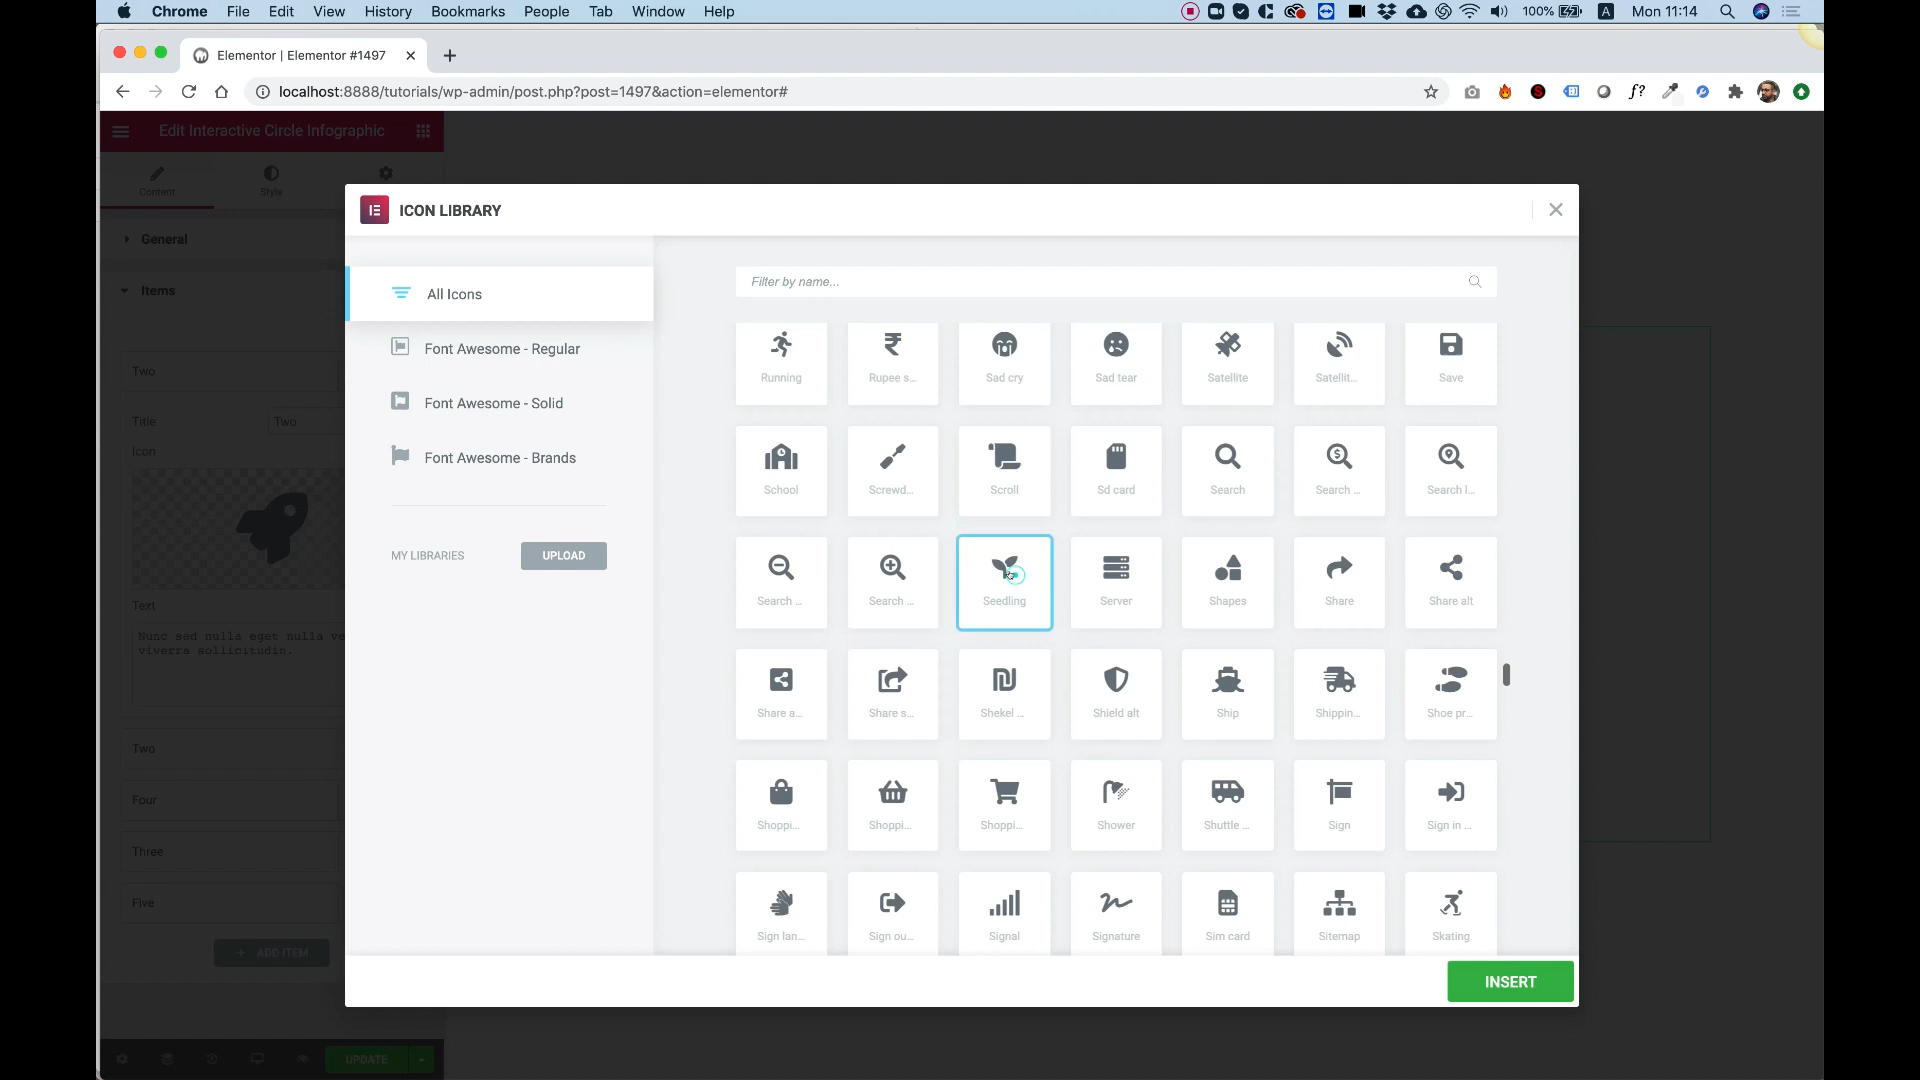 Chrome File Edit View History Bookmarks People Tab Window Help 100% A Mon 11:14
Elementor | Elementor #1497
localhost:8888/tutorials/wp-admin/post.php?post=1497&action=elementor#
Edit Interactive Circle Infographic
Content Style
General
Items
Two
Title Two
Icon
Text
Nunc sed nulla eget nulla ve
viverra sollicitudin.
Two
Four
Three
Five
+ ADD ITEM
UPDATE
ICON LIBRARY
All Icons
Font Awesome - Regular
Font Awesome - Solid
Font Awesome - Brands
MY LIBRARIES UPLOAD
Filter by name...
Running Rupee s... Sad cry Sad tear Satellite Satellit... Save
School Screwd... Scroll Sd card Search Search ... Search l...
Search ... Search ... Seedling Server Shapes Share Share alt
Share a... Share s... Shekel ... Shield alt Ship Shippin... Shoe pr...
Shoppi... Shoppi... Shoppi... Shower Shuttle ... Sign Sign in ...
Sign lan... Sign ou... Signal Signature Sim card Sitemap Skating
INSERT